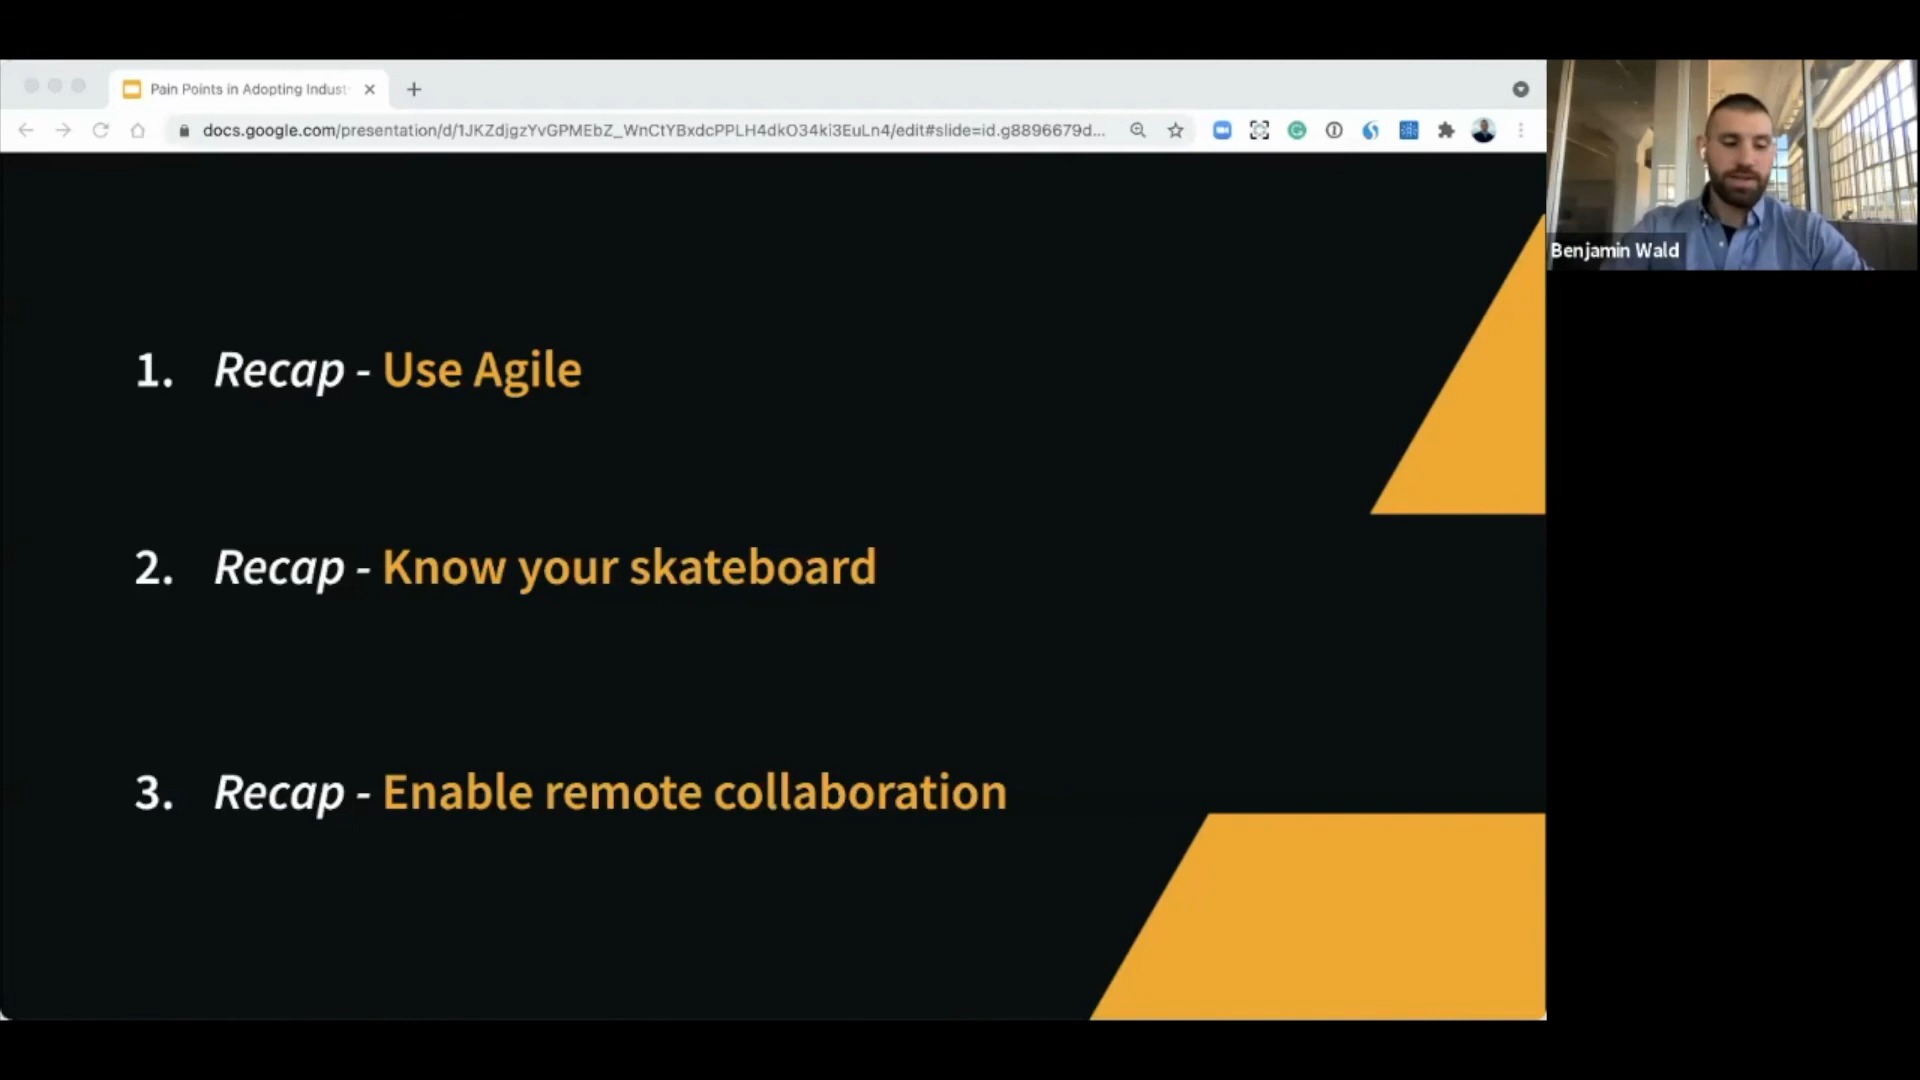 Pain Points in Adopting Indust
docs.google.com/presentation/d/1JKZdjgzYvGPMEbZ_WnCtYBxdcPPLH4dkO34ki3EuLn4/edit#slide=id.g8896679d...
Benjamin Wald
1. Recap - Use Agile
2. Recap - Know your skateboard
3. Recap - Enable remote collaboration